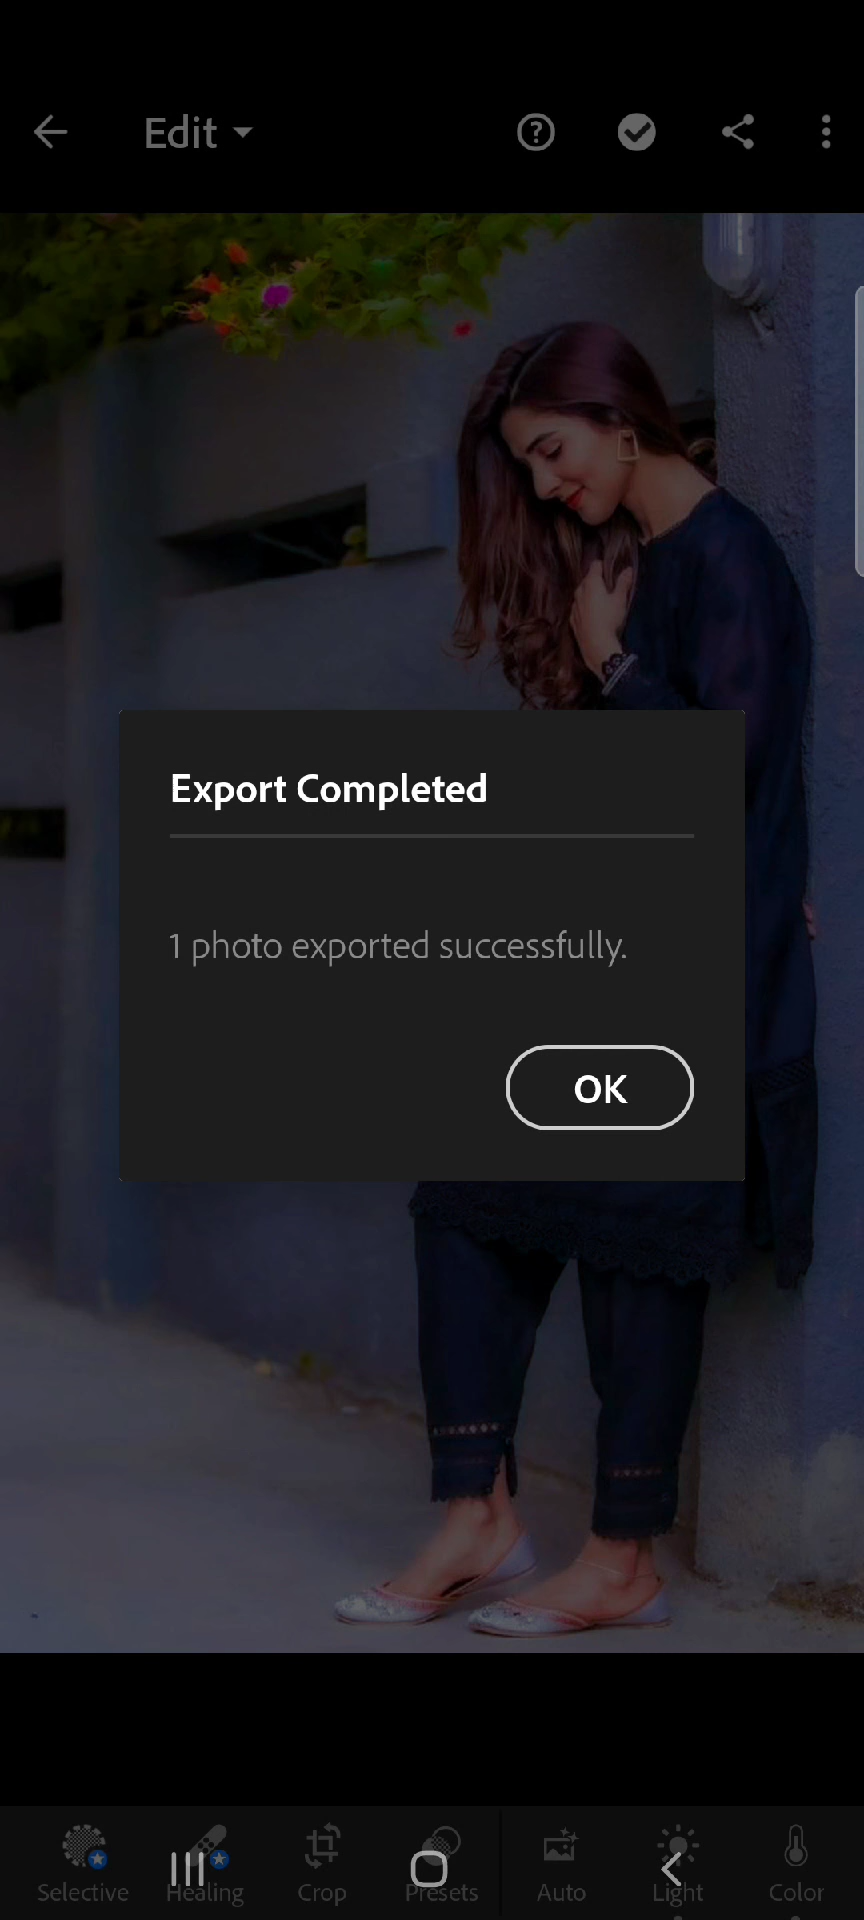 Edit
Export Completed
1 photo exported successfully.
OK
Selective Healing Crop Presets Auto Light Color